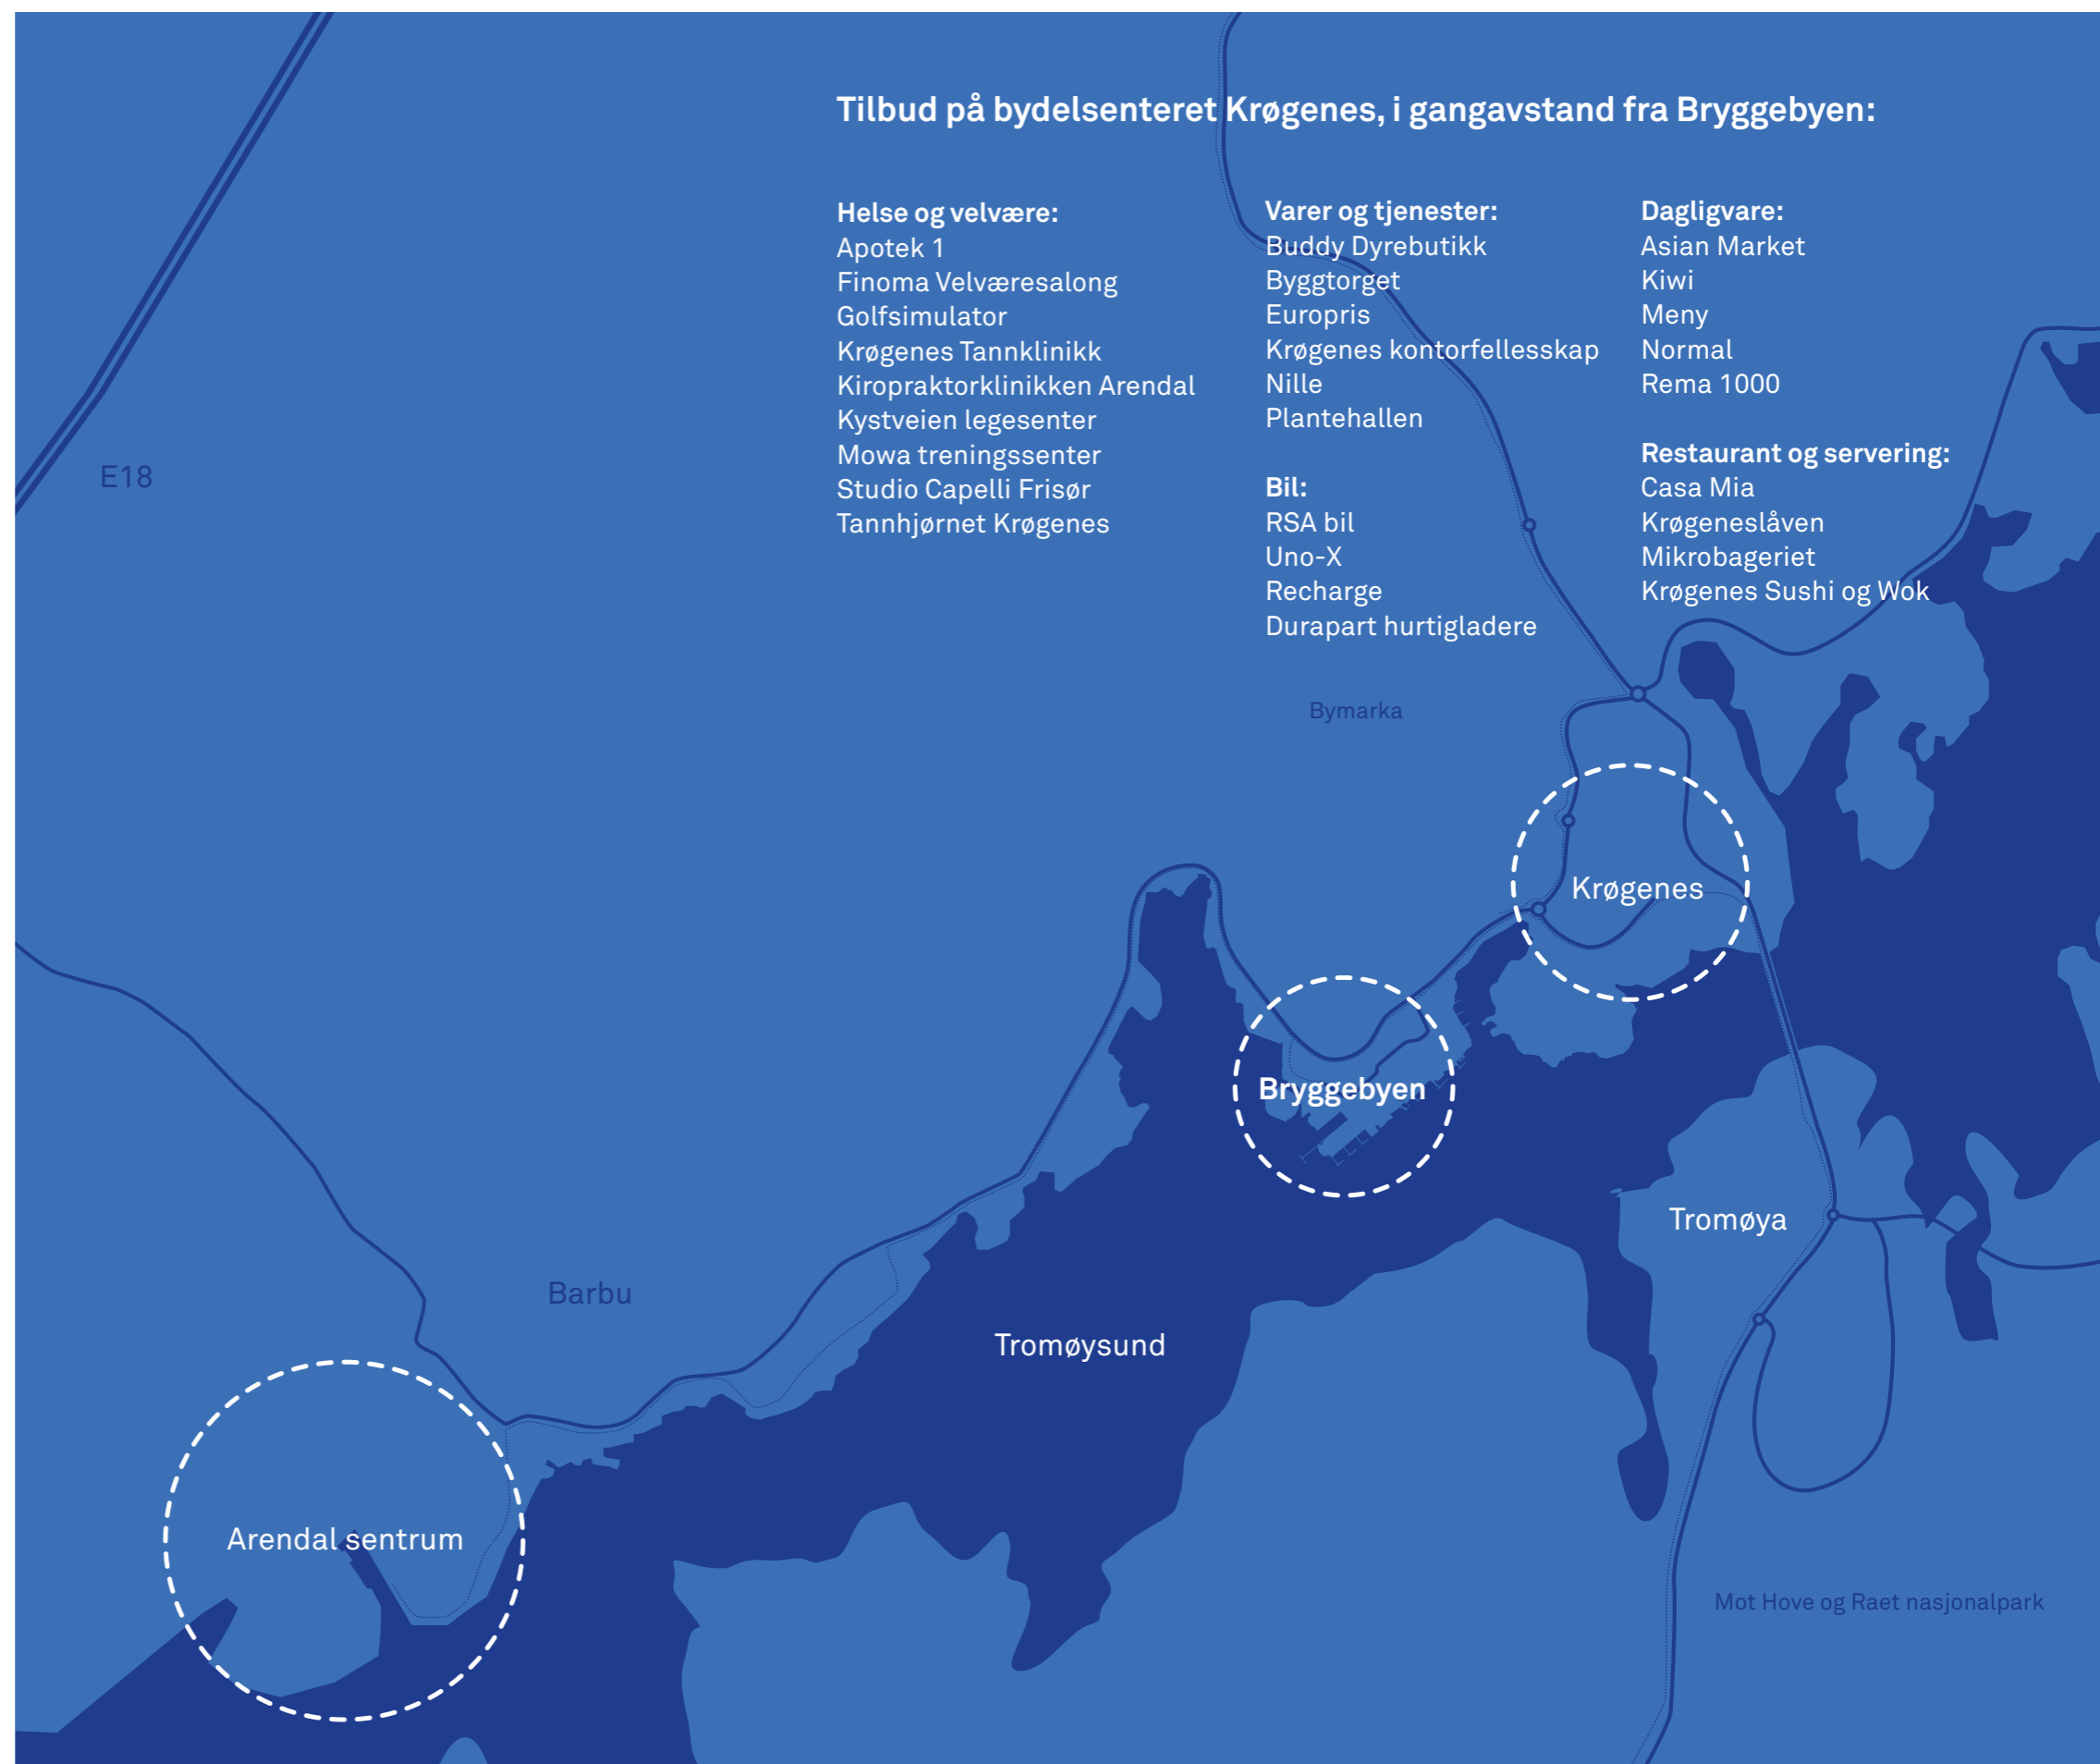 Tilbud på bydelsenteret Krøgenes, i gangavstand fra Bryggebyen:
Helse og velvære:
Apotek 1
Finoma Velværesalong
Golfsimulator
Krøgenes Tannklinikk
Kiropraktorklinikken Arendal
Kystveien legesenter
Mowa treningssenter
Studio Capelli Frisør
Tannhjørnet Krøgenes
Varer og tjenester:
Buddy Dyrebutikk
Byggtorget
Europris
Krøgenes kontorfellesskap
Nille
Plantehallen
Bil:
RSA bil
Uno-X
Recharge
Durapart hurtigladere
Dagligvare:
Asian Market
Kiwi
Meny
Normal
Rema 1000
Restaurant og servering:
Casa Mia
Krøgeneslåven
Mikrobageriet
Krøgenes Sushi og Wok
E18
Bymarka
Krøgenes
Bryggebyen
Tromøya
Barbu
Tromøysund
Arendal sentrum
Mot Hove og Raet nasjonalpark